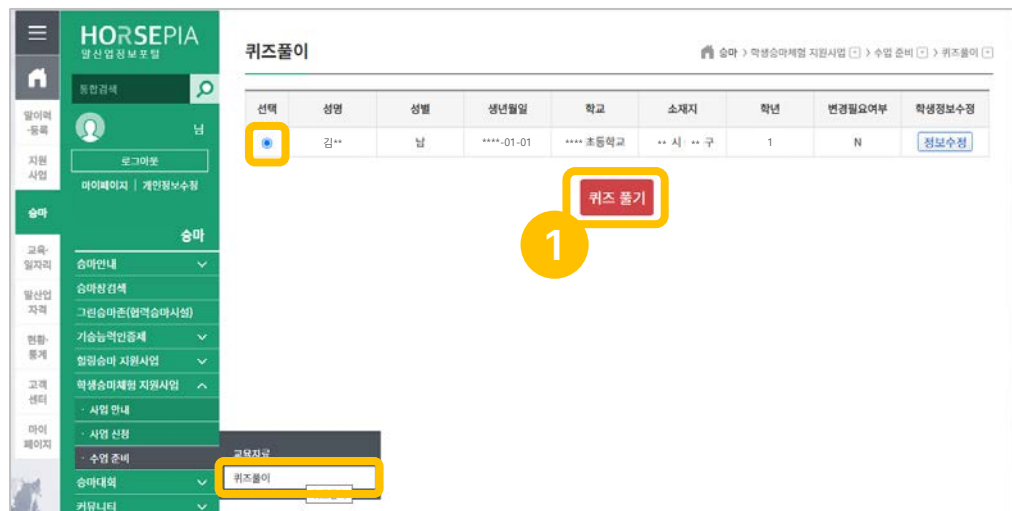 HORSEPIA
말산업정보포털
통합검색
님
로그아웃
마이페이지 | 개인정보수정
말이력
·등록
지원
사업
승마
교육·
일자리
말산업
자격
현황·
통계
고객
센터
마이
페이지
승마
승마안내
승마장검색
그린승마존(협력승마시설)
기승능력인증제
힐링승마 지원사업
학생승마체험 지원사업
· 사업 안내
· 사업 신청
· 수업 준비
승마대회
커뮤니티
교육자료
퀴즈풀이
퀴즈풀이
승마 > 학생승마체험 지원사업 > 수업 준비 > 퀴즈풀이
선택 성명 성별 생년월일 학교 소재지 학년 변경필요여부 학생정보수정
김** 남 ****-01-01 **** 초등학교 ** 시 ** 구 1 N 정보수정
퀴즈 풀기
1